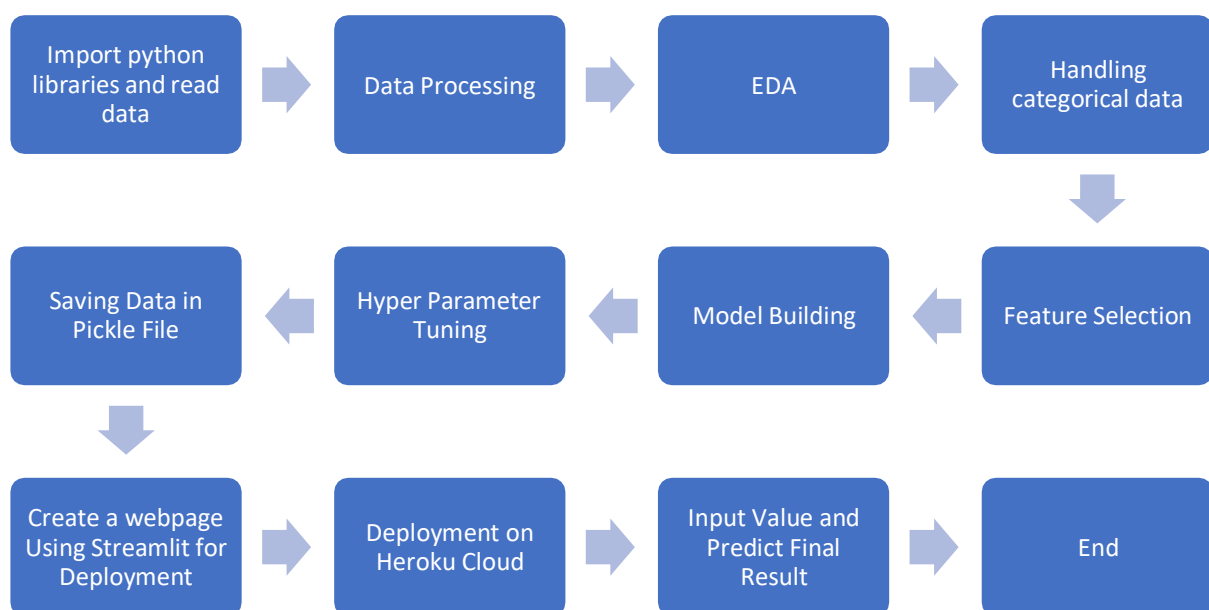 Import python
libraries and read
data
Data Processing
EDA
Handling
categorical data
Feature Selection
Model Building
Hyper Parameter
Tuning
Saving Data in
Pickle File
Create a webpage
Using Streamlit for
Deployment
Deployment on
Heroku Cloud
Input Value and
Predict Final
Result
End